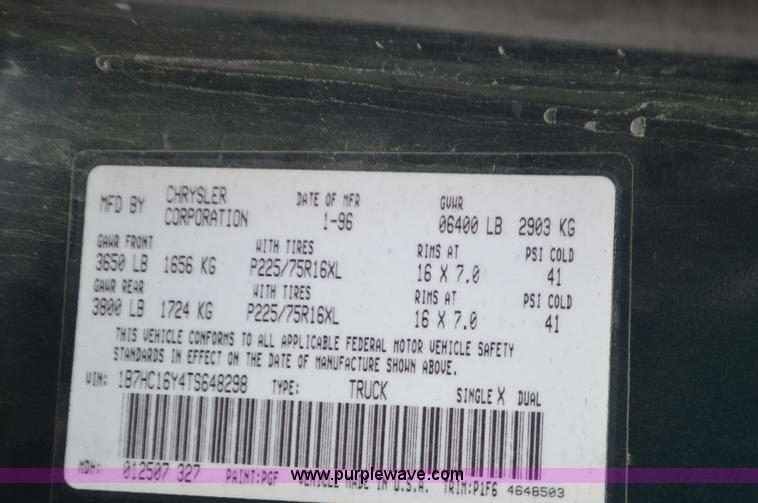 MFD BY CHRYSLER CORPORATION DATE OF MFR 1-96 GVWR 06400 LB 2903 KG
GAWR FRONT WITH TIRES RIMS AT PSI COLD
3650 LB 1656 KG P225/75R16XL 16 X 7.0 41
GAWR REAR WITH TIRES RIMS AT PSI COLD
3800 LB 1724 KG P225/75R16XL 16 X 7.0 41
THIS VEHICLE CONFORMS TO ALL APPLICABLE FEDERAL MOTOR VEHICLE SAFETY
STANDARDS IN EFFECT ON THE DATE OF MANUFACTURE SHOWN ABOVE.
VIN: 1B7HC16Y4TS648298 TYPE: TRUCK SINGLE X DUAL
MDH: 012507 327 PAINT:PGF VEHICLE MADE IN U.S.A. TRIM:P1F6 4648503
www.purplewave.com